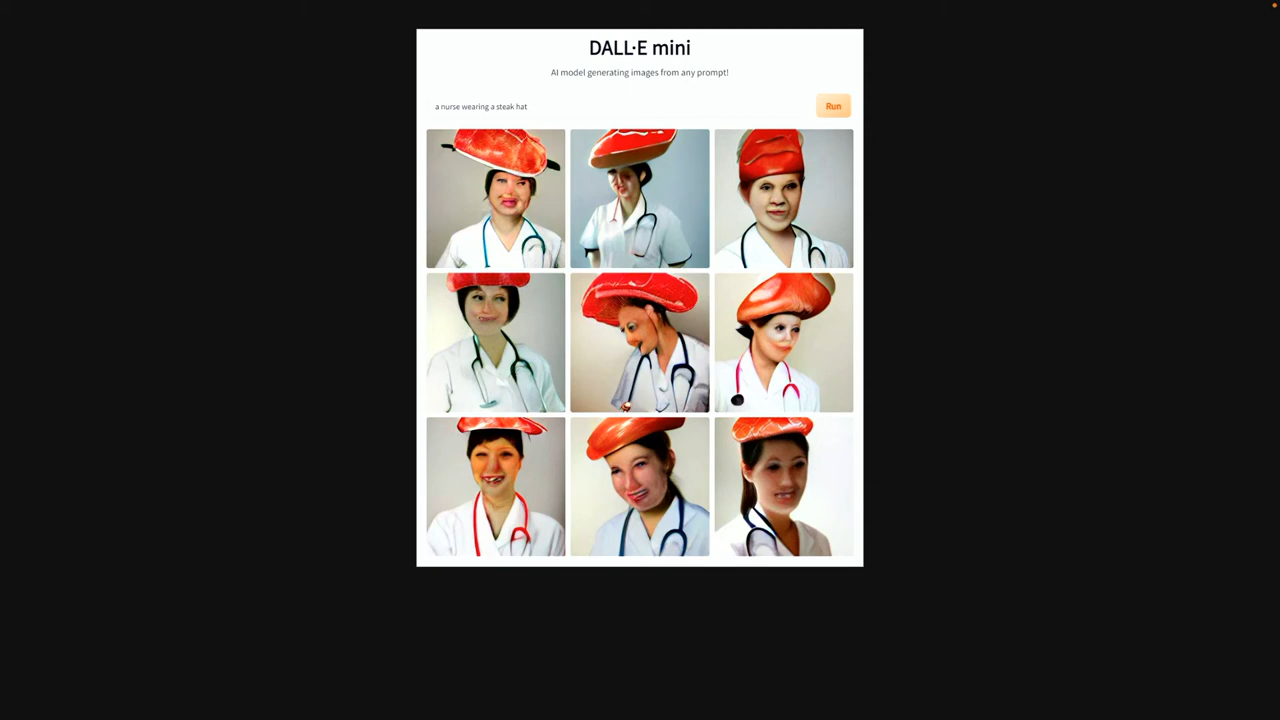 DALL·E mini
AI model generating images from any prompt!
a nurse wearing a steak hat
Run